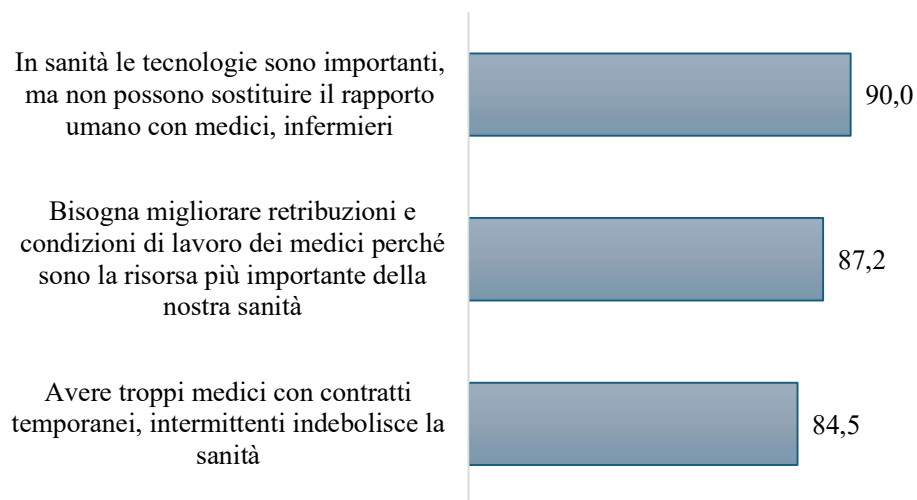 In sanità le tecnologie sono importanti,
ma non possono sostituire il rapporto
umano con medici, infermieri
90,0
Bisogna migliorare retribuzioni e
condizioni di lavoro dei medici perché
sono la risorsa più importante della
nostra sanità
87,2
Avere troppi medici con contratti
temporanei, intermittenti indebolisce la
sanità
84,5